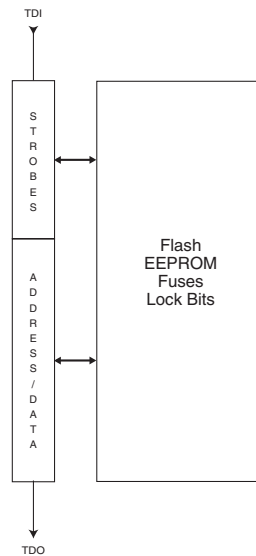 TDI
STROBES
ADDRESS/DATA
Flash
EEPROM
Fuses
Lock Bits
TDO